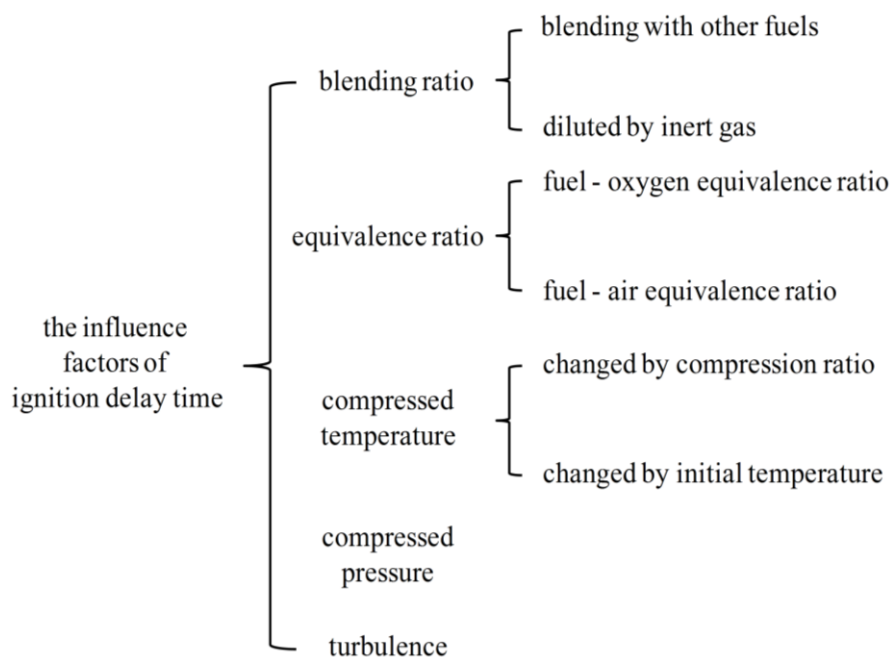 blending with other fuels
blending ratio
diluted by inert gas
fuel - oxygen equivalence ratio
equivalence ratio
fuel - air equivalence ratio
the influence
factors of
ignition delay time
changed by compression ratio
compressed
temperature
changed by initial temperature
compressed
pressure
turbulence